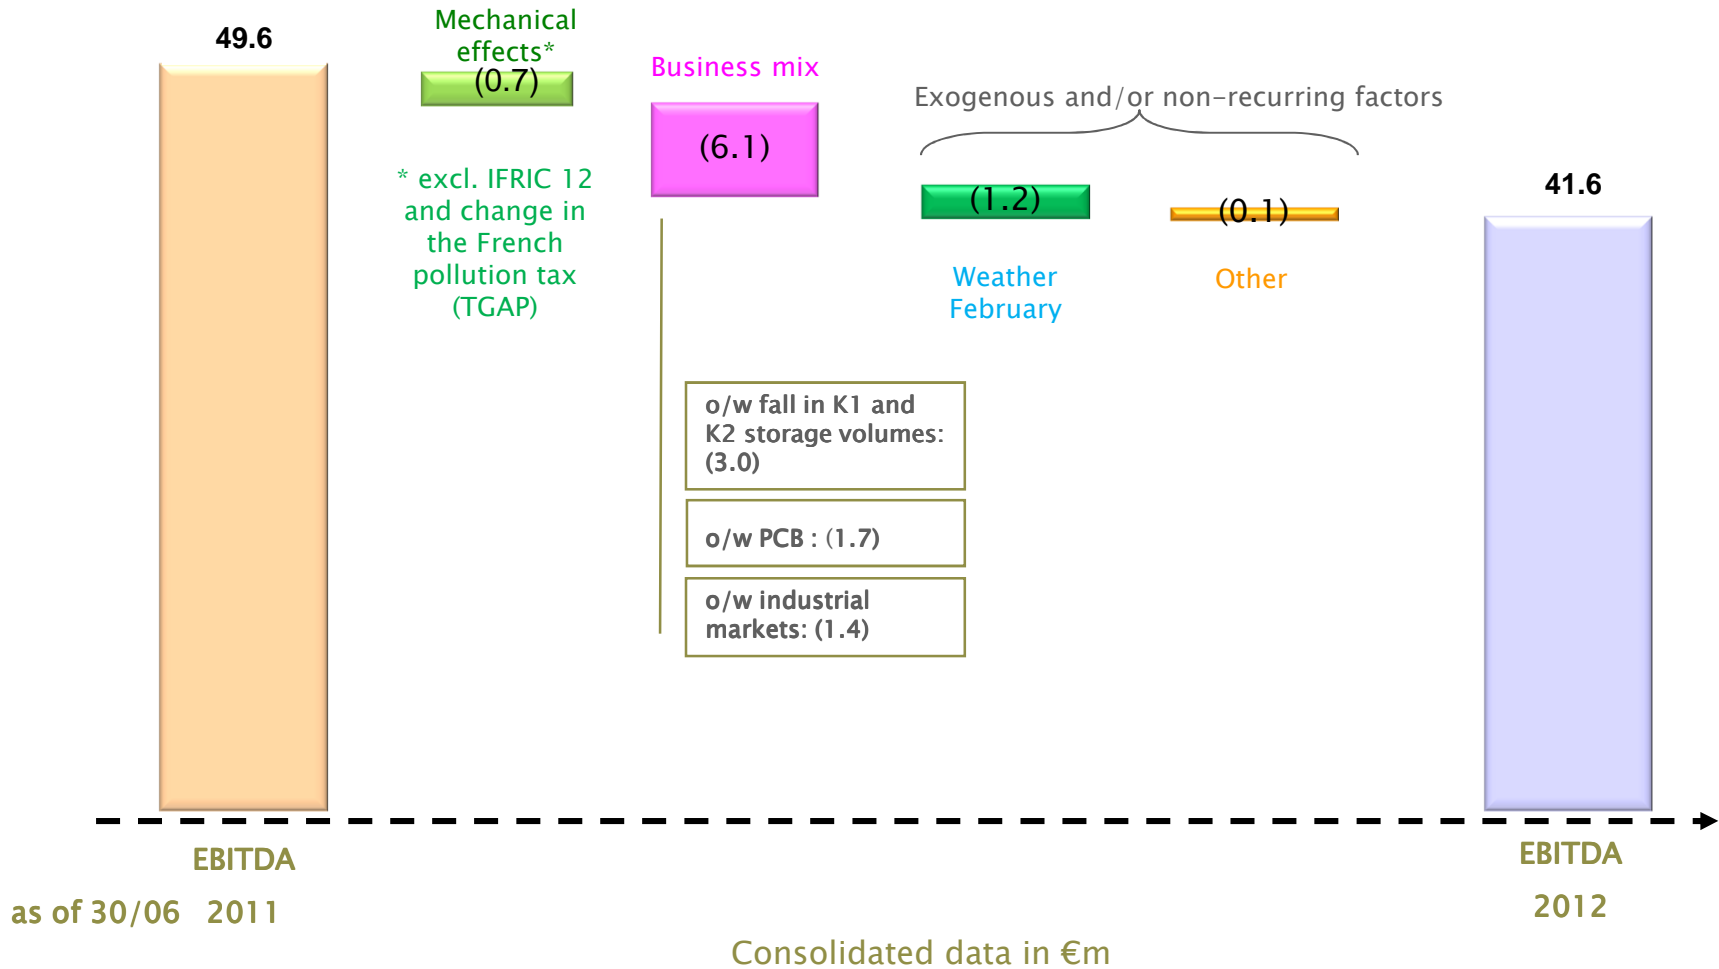 49.6
Mechanical
effects*
(0.7)
* excl. IFRIC 12
and change in
the French
pollution tax
(TGAP)
Business mix
(6.1)
o/w fall in K1 and
K2 storage volumes:
(3.0)
o/w PCB : (1.7)
o/w industrial
markets: (1.4)
Exogenous and/or non-recurring factors
(1.2)
Weather
February
(0.1)
Other
41.6
EBITDA
as of 30/06 2011
EBITDA
2012
Consolidated data in €m